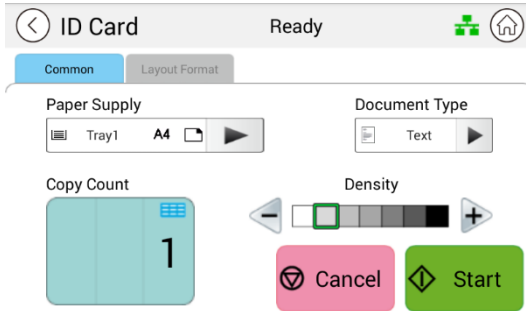 ID Card Ready
Common Layout Format
Paper Supply Document Type
Tray1 A4 Text
Copy Count Density
1
Cancel Start